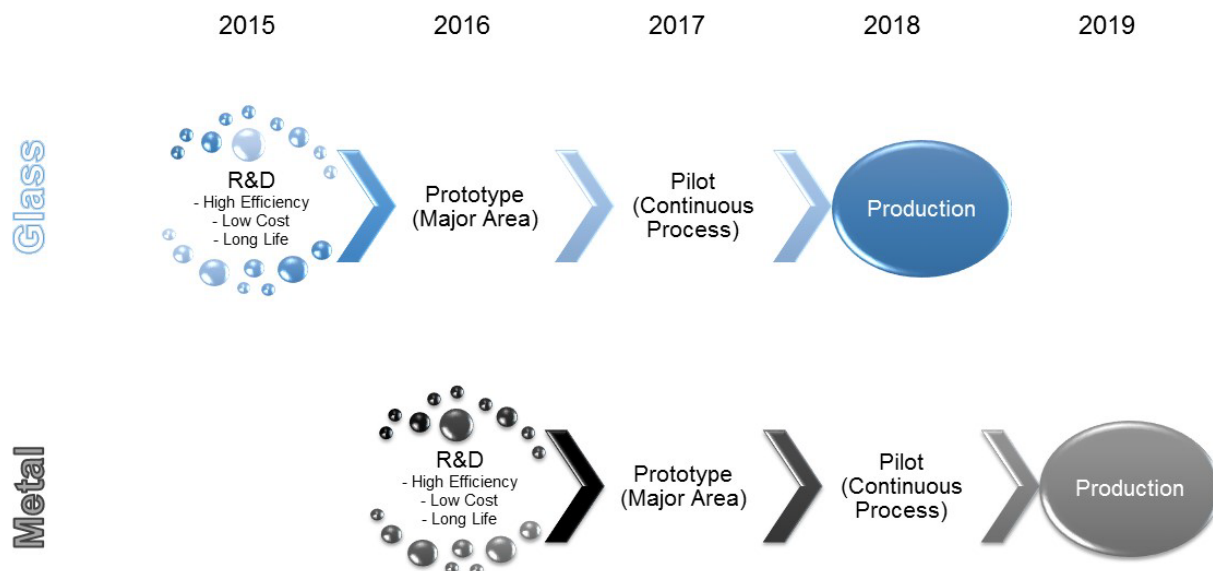 2015 2016 2017 2018 2019
Glass
R&D
- High Efficiency
- Low Cost
- Long Life
Prototype
(Major Area)
Pilot
(Continuous
Process)
Production
Metal
R&D
- High Efficiency
- Low Cost
- Long Life
Prototype
(Major Area)
Pilot
(Continuous
Process)
Production